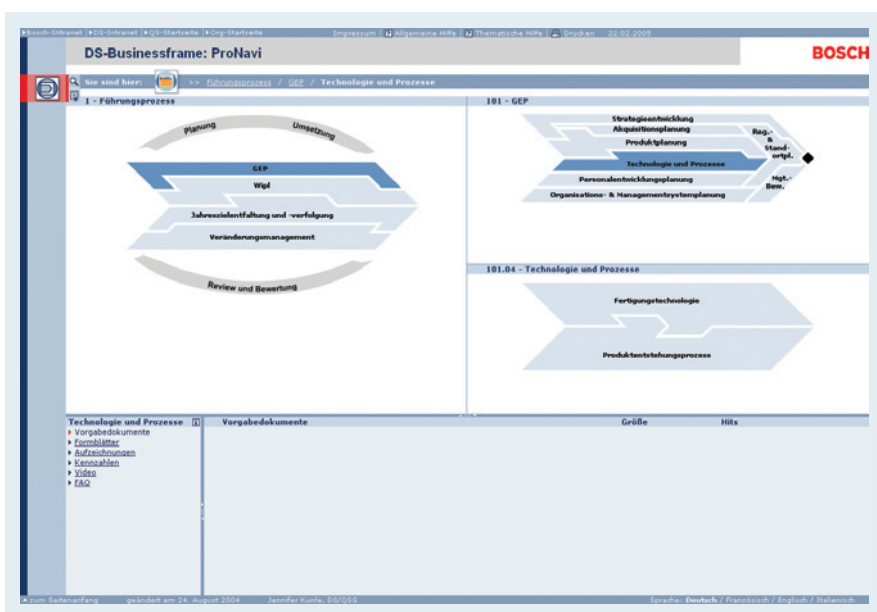 Bosch-Intranet DS-Intranet QS-Startseite Org-Startseite Impressum Allgemeine Hilfe Thematische Hilfe Drucken 22.02.2005
DS-Businessframe: ProNavi
BOSCH
Sie sind hier: >> Führungsprozess / GEP / Technologie und Prozesse
1 - Führungsprozess
Planung
Umsetzung
GEP
Wipl
Jahreszielentfaltung und -verfolgung
Veränderungsmanagement
Review und Bewertung
101 - GEP
Strategieentwicklung
Akquisitionsplanung
Produktplanung
Technologie und Prozesse
Personalentwicklungsplanung
Organisations- & Managementsystemplanung
Reg.-
&
Stand-
ortpl.
Mgt.-
Bew.
101.04 - Technologie und Prozesse
Fertigungstechnologie
Produktentstehungsprozess
Technologie und Prozesse
Vorgabedokumente
Formblätter
Aufzeichnungen
Kennzahlen
Video
FAQ
Vorgabedokumente Größe Hits
zum Seitenanfang geändert am 24. August 2004 Jennifer DS/QSG Sprache: Deutsch / Französisch / Englisch / Italienisch